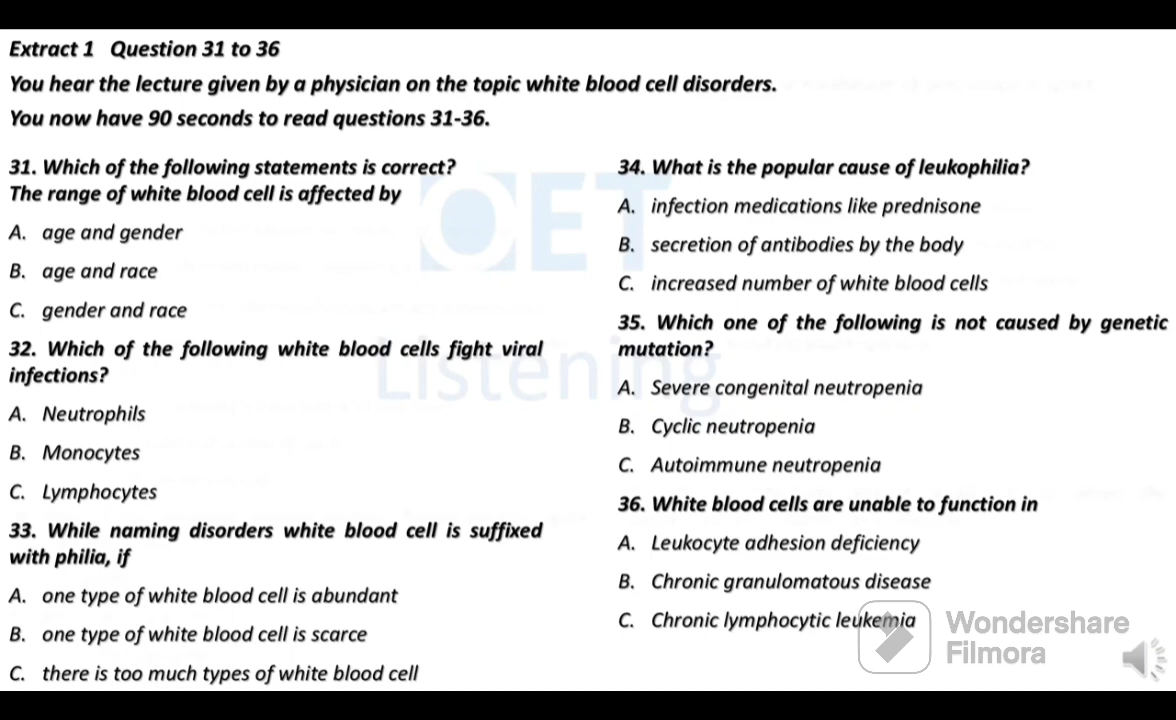 Extract 1 Question 31 to 36
You hear the lecture given by a physician on the topic white blood cell disorders.
You now have 90 seconds to read questions 31-36.
31. Which of the following statements is correct?
The range of white blood cell is affected by
A. age and gender
B. age and race
C. gender and race
32. Which of the following white blood cells fight viral
infections?
A. Neutrophils
B. Monocytes
C. Lymphocytes
33. While naming disorders white blood cell is suffixed
with philia, if
A. one type of white blood cell is abundant
B. one type of white blood cell is scarce
C. there is too much types of white blood cell
34. What is the popular cause of leukophilia?
A. infection medications like prednisone
B. secretion of antibodies by the body
C. increased number of white blood cells
35. Which one of the following is not caused by genetic
mutation?
A. Severe congenital neutropenia
B. Cyclic neutropenia
C. Autoimmune neutropenia
36. White blood cells are unable to function in
A. Leukocyte adhesion deficiency
B. Chronic granulomatous disease
C. Chronic lymphocytic leukemia
OET
Listening
Wondershare
Filmora